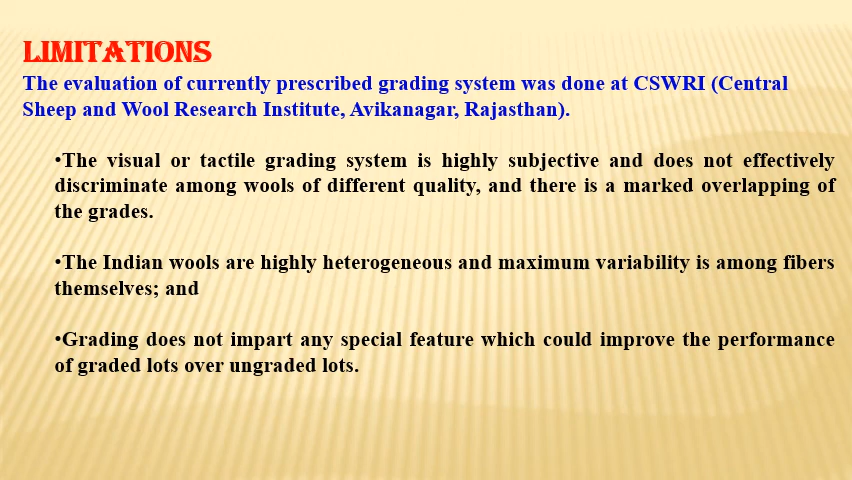 LIMITATIONS
The evaluation of currently prescribed grading system was done at CSWRI (Central
Sheep and Wool Research Institute, Avikanagar, Rajasthan).
•The visual or tactile grading system is highly subjective and does not effectively
discriminate among wools of different quality, and there is a marked overlapping of
the grades.
•The Indian wools are highly heterogeneous and maximum variability is among fibers
themselves; and
•Grading does not impart any special feature which could improve the performance
of graded lots over ungraded lots.